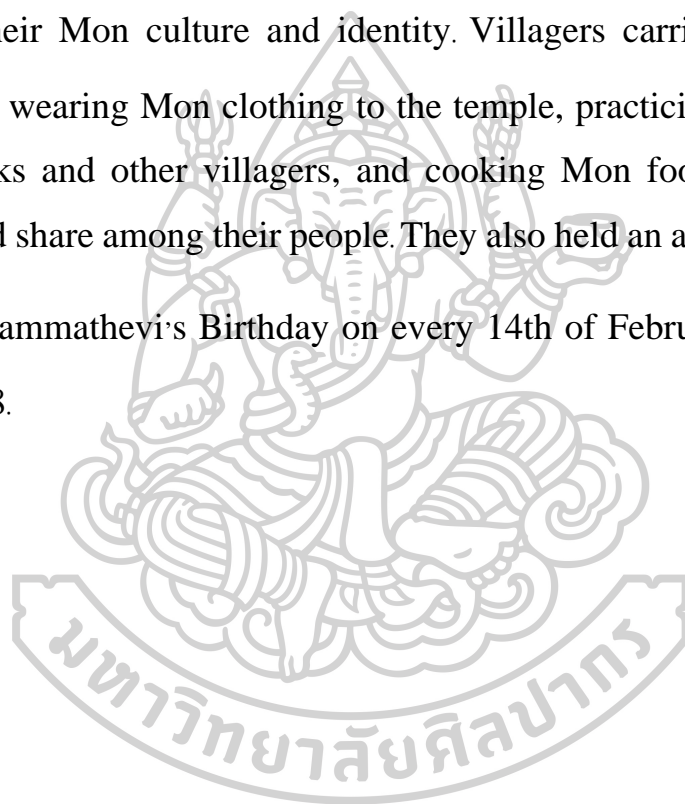 heir Mon culture and identity. Villagers carri
wearing Mon clothing to the temple, practici
ks and other villagers, and cooking Mon foo
d share among their people. They also held an a
ammathevi's Birthday on every 14th of Febru
8.
มหาวิทยาลัยศิลปากร